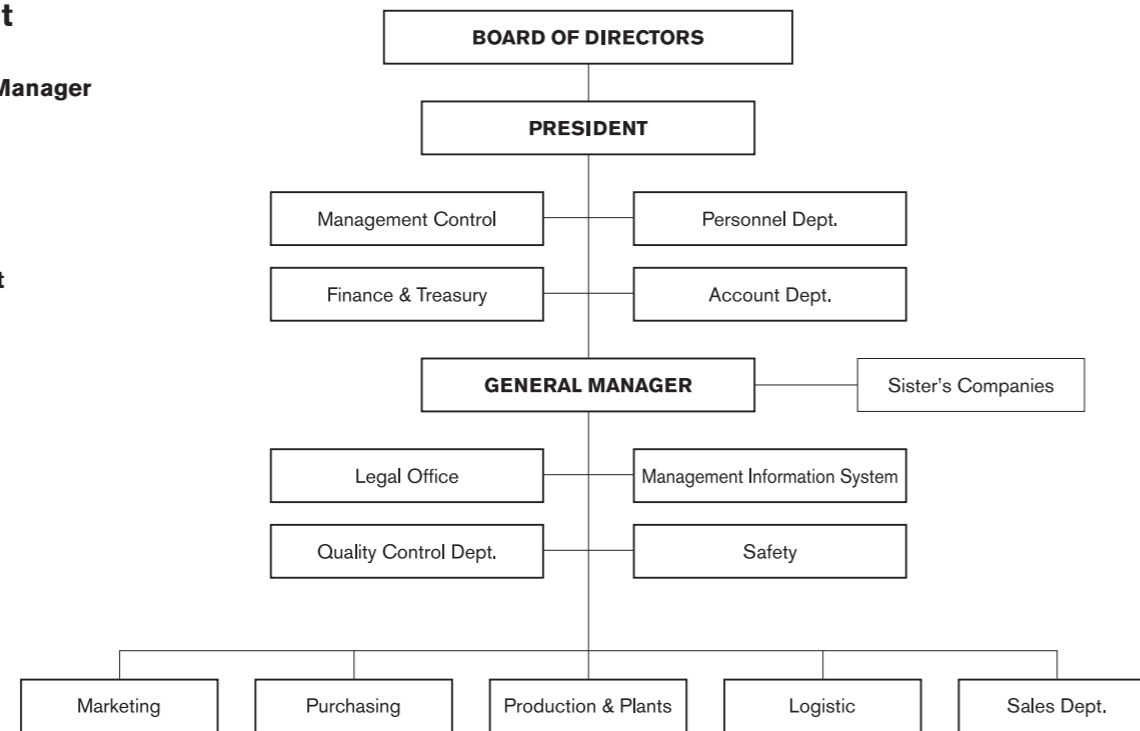 BOARD OF DIRECTORS
Manager
PRESIDENT
Management Control
Personnel Dept.
Finance & Treasury
Account Dept.
GENERAL MANAGER
Sister's Companies
Legal Office
Management Information System
Quality Control Dept.
Safety
Marketing
Purchasing
Production & Plants
Logistic
Sales Dept.